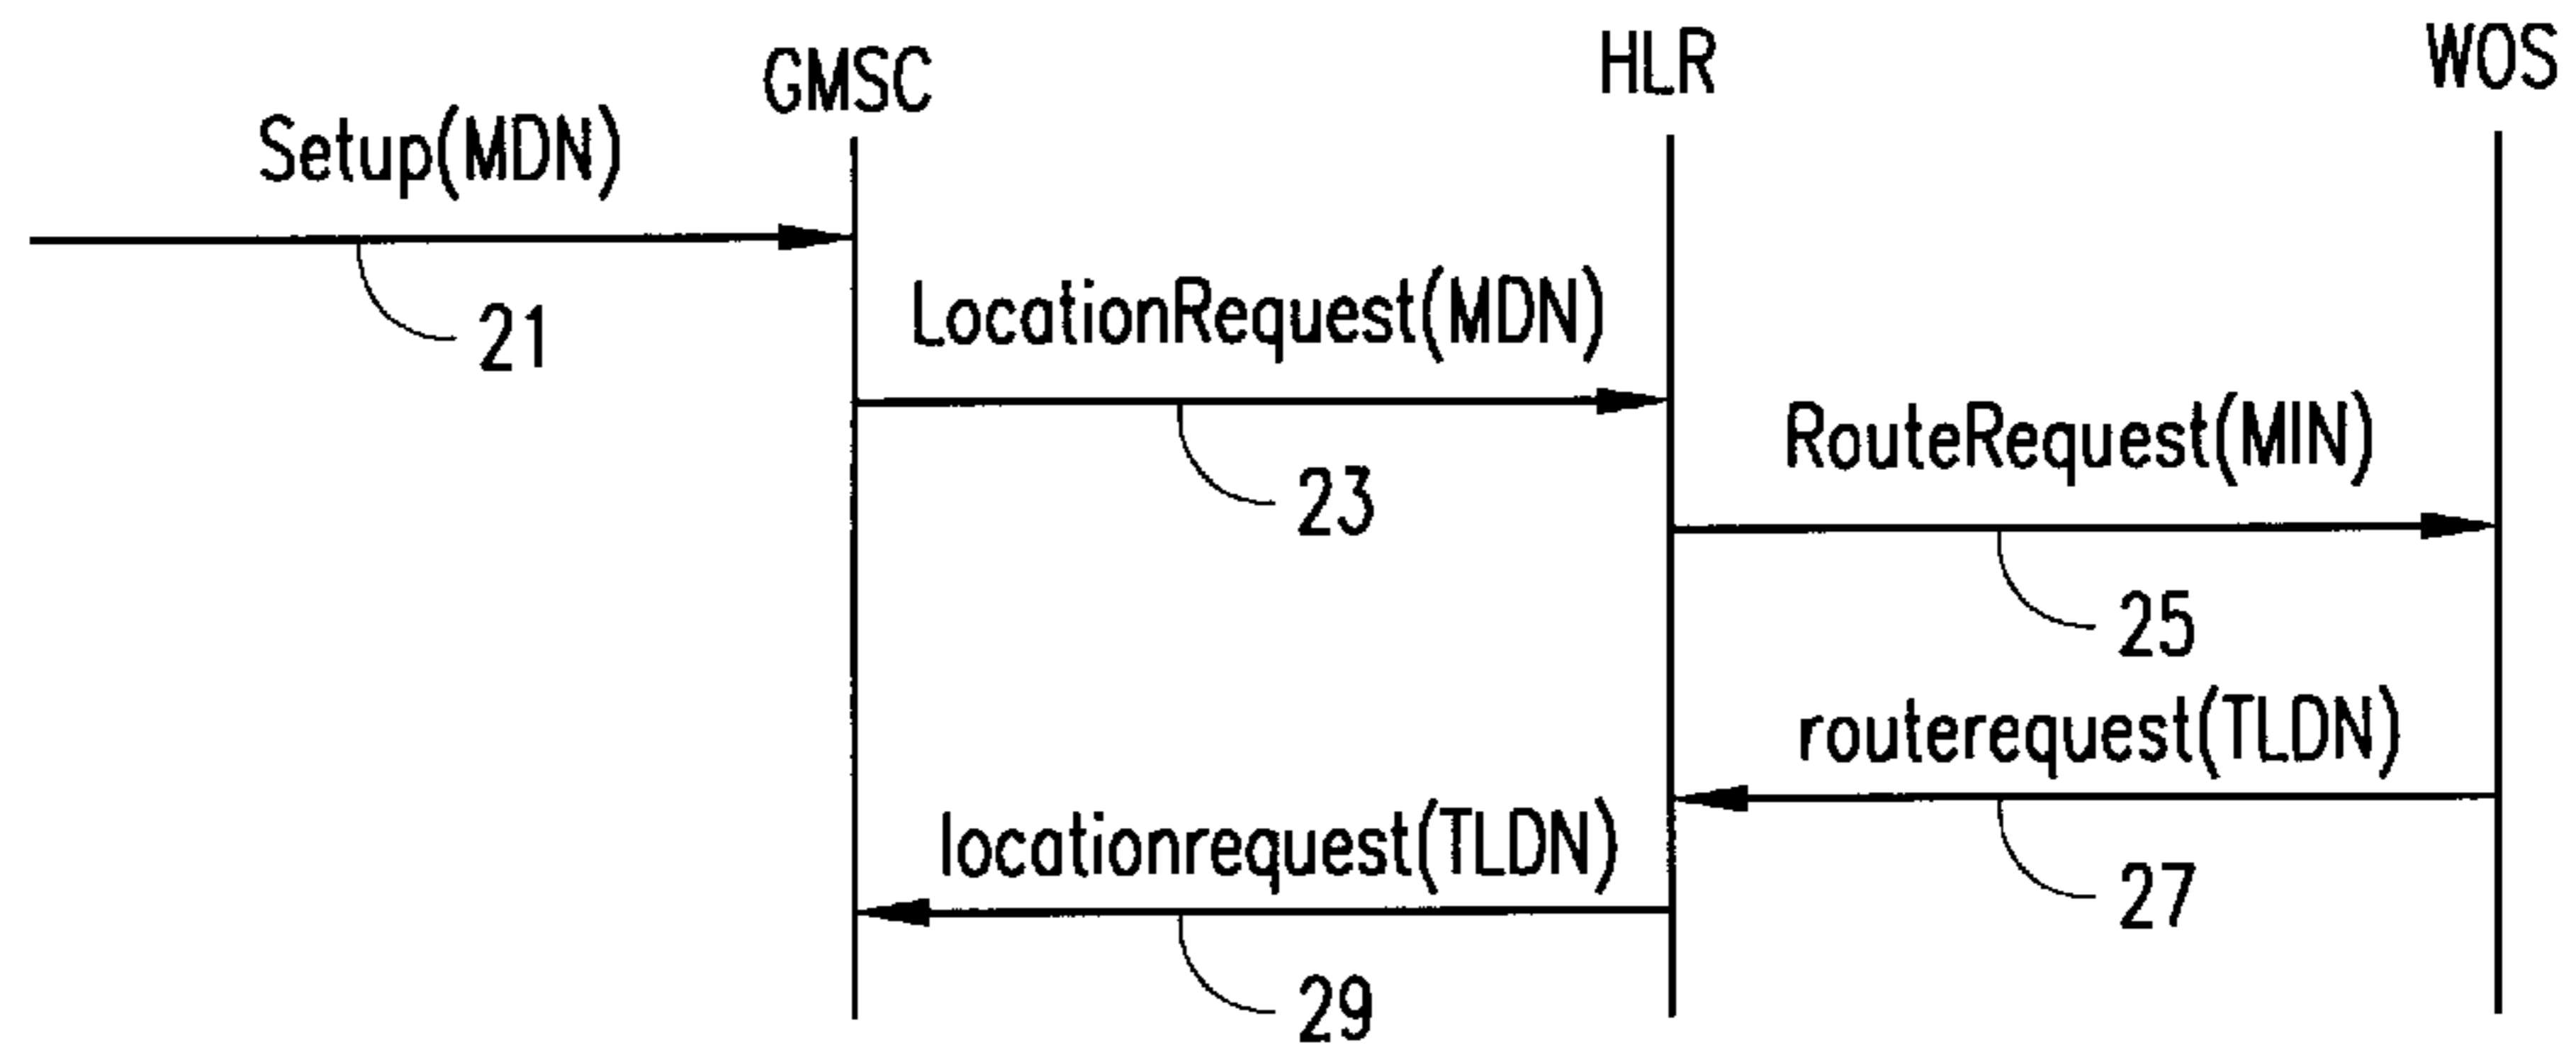 GMSC
HLR
WOS
Setup(MDN)
21
LocationRequest(MDN)
23
RouteRequest(MIN)
25
routerequest(TLDN)
27
locationrequest(TLDN)
29